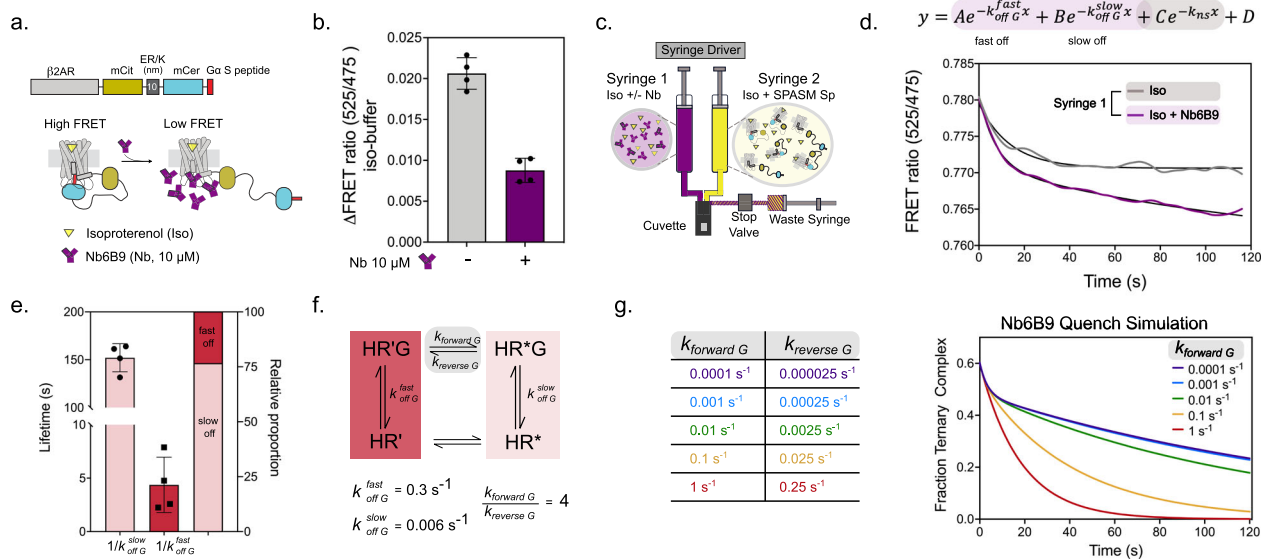 a.
β2AR
mCit
ER/K
(nm)
10
mCer
Gα S peptide
High FRET
Low FRET
Isoproterenol (Iso)
Nb6B9 (Nb, 10 μM)
b.
ΔFRET ratio (525/475)
iso-buffer
0.025
0.020
0.015
0.010
0.005
0.000
Nb 10 μM
-
+
c.
Syringe Driver
Syringe 1
Iso +/- Nb
Syringe 2
Iso + SPASM Sp
Cuvette
Stop
Valve
Waste
Syringe
d.
y = Ae^{-k_{off G}^{fast} x} + Be^{-k_{off G}^{slow} x} + Ce^{-k_{ns} x} + D
fast off
slow off
FRET ratio (525/475)
0.780
0.775
0.770
0.765
0.760
Syringe 1
Iso
Iso + Nb6B9
0 20 40 60 80 100 120
Time (s)
e.
Lifetime (s)
200
150
100
10
5
0
fast
off
slow
off
100
75
50
25
0
Relative proportion
1/k_{off G}^{slow}
1/k_{off G}^{fast}
f.
HR'G
k_{forward G}
k_{reverse G}
HR*G
k_{off G}^{fast}
k_{off G}^{slow}
HR'
HR*
k_{off G}^{fast} = 0.3 s⁻¹
k_{off G}^{slow} = 0.006 s⁻¹
k_{forward G} / k_{reverse G} = 4
g.
k_{forward G} k_{reverse G}
0.0001 s⁻¹ 0.000025 s⁻¹
0.001 s⁻¹ 0.00025 s⁻¹
0.01 s⁻¹ 0.0025 s⁻¹
0.1 s⁻¹ 0.025 s⁻¹
1 s⁻¹ 0.25 s⁻¹
Nb6B9 Quench Simulation
Fraction Ternary Complex
0.6
0.4
0.2
0.0
k_{forward G}
0.0001 s⁻¹
0.001 s⁻¹
0.01 s⁻¹
0.1 s⁻¹
1 s⁻¹
0 20 40 60 80 100 120
Time (s)